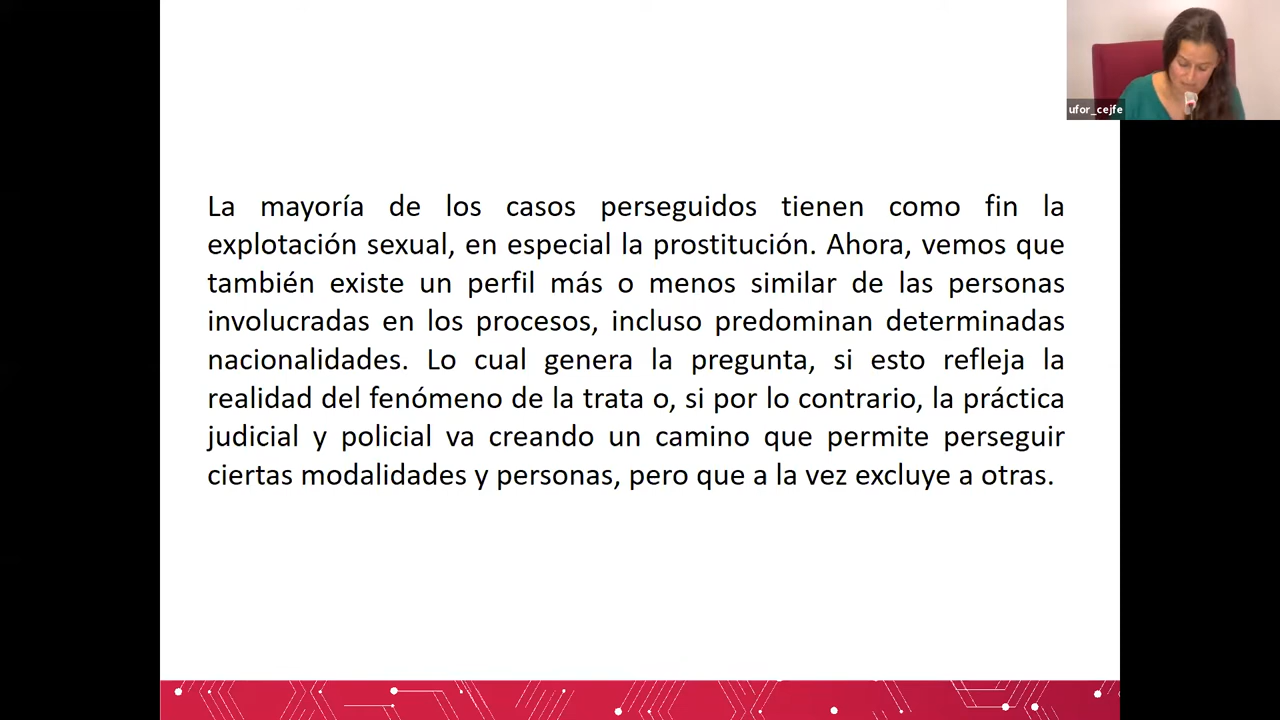 ufor_cejfe
La mayoría de los casos perseguidos tienen como fin la
explotación sexual, en especial la prostitución. Ahora, vemos que
también existe un perfil más o menos similar de las personas
involucradas en los procesos, incluso predominan determinadas
nacionalidades. Lo cual genera la pregunta, si esto refleja la
realidad del fenómeno de la trata o, si por lo contrario, la práctica
judicial y policial va creando un camino que permite perseguir
ciertas modalidades y personas, pero que a la vez excluye a otras.